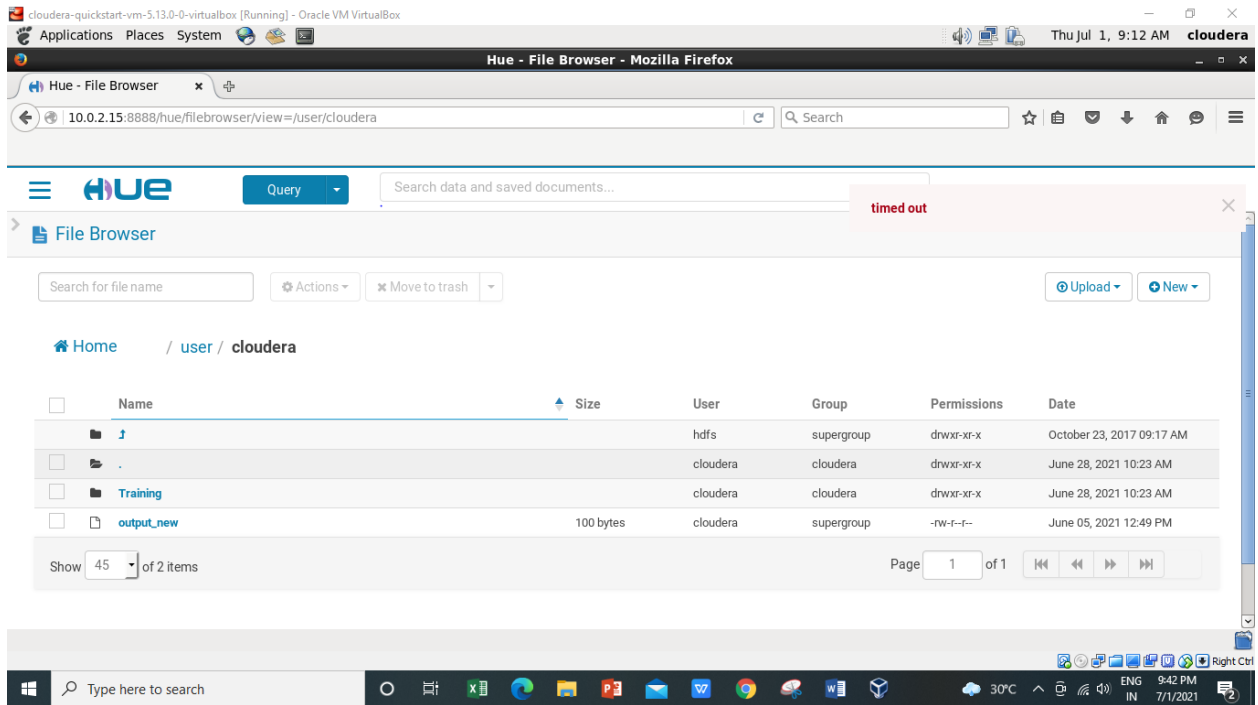 cloudera-quickstart-vm-5.13.0-0-virtualbox [Running] - Oracle VM VirtualBox
Applications Places System Thu Jul 1, 9:12 AM cloudera
Hue - File Browser - Mozilla Firefox
Hue - File Browser
10.0.2.15:8888/hue/filebrowser/view=/user/cloudera Search
HUE Query Search data and saved documents...
timed out
File Browser
Search for file name Actions Move to trash Upload New
Home / user / cloudera
Name Size User Group Permissions Date
hdfs supergroup drwxr-xr-x October 23, 2017 09:17 AM
. cloudera cloudera drwxr-xr-x June 28, 2021 10:23 AM
Training cloudera cloudera drwxr-xr-x June 28, 2021 10:23 AM
output_new 100 bytes cloudera supergroup -rw-r--r-- June 05, 2021 12:49 PM
Show 45 of 2 items Page 1 of 1
Right Ctrl
Type here to search 30°C ENG 9:42 PM
IN 7/1/2021